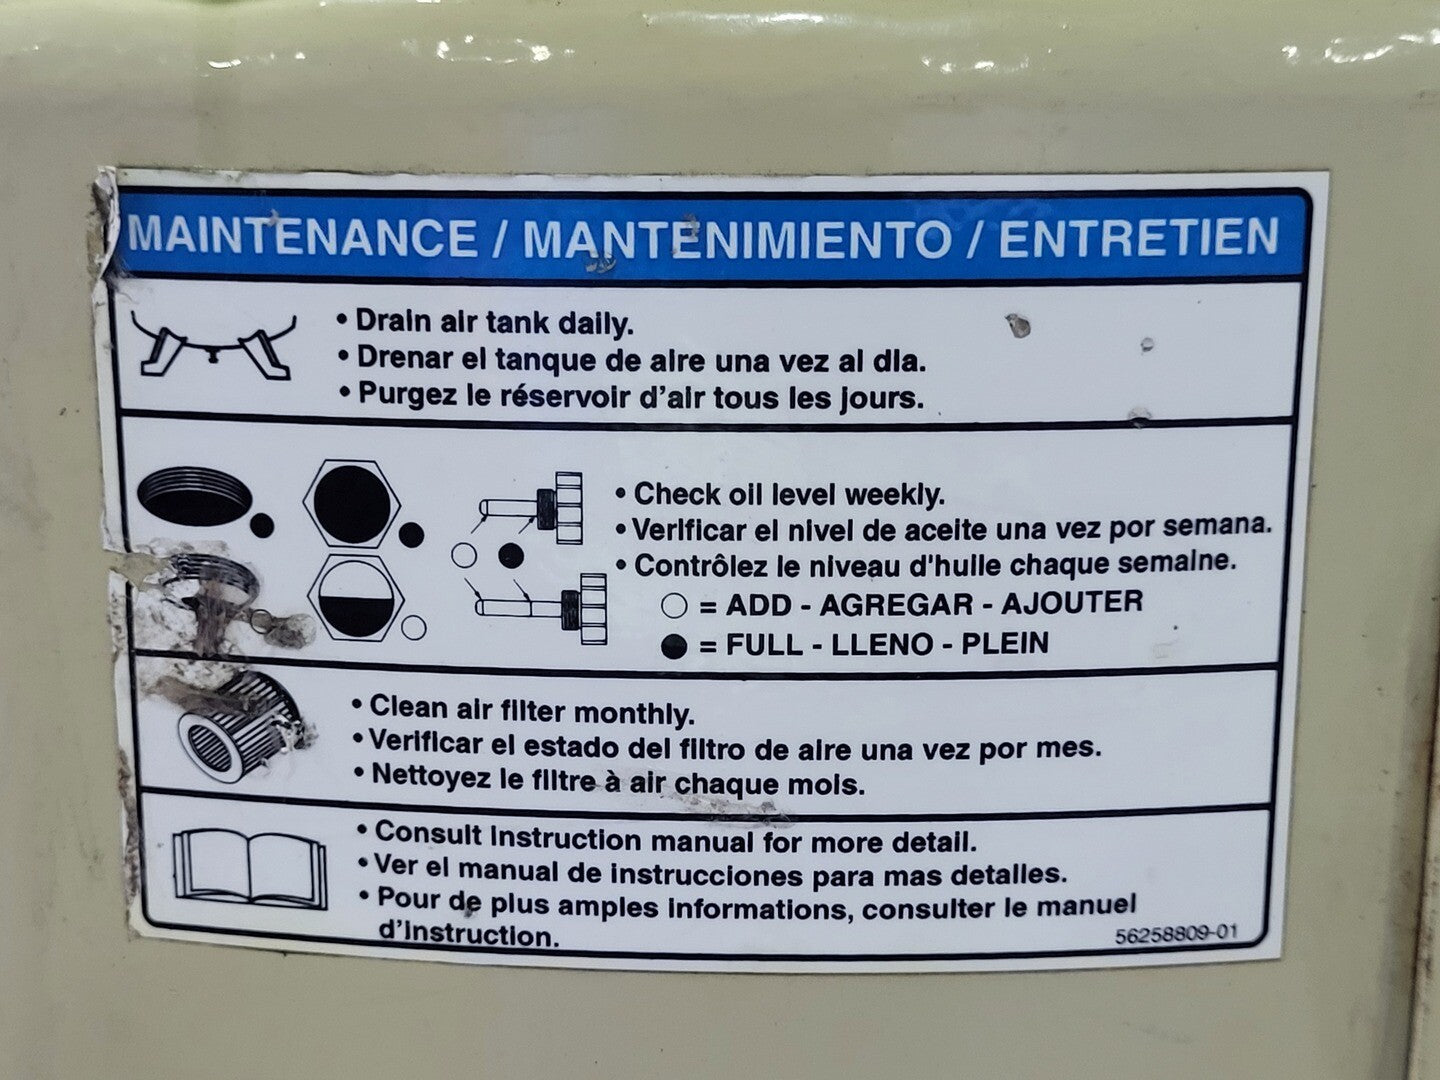 MAINTENANCE / MANTENIMIENTO / ENTRETIEN
• Drain air tank daily.
• Drenar el tanque de aire una vez al dia.
• Purgez le réservoir d'air tous les jours.
• Check oil level weekly.
• Verificar el nivel de aceite una vez por semana.
• Contrôlez le niveau d'huile chaque semaine.
○ = ADD - AGREGAR - AJOUTER
● = FULL - LLENO - PLEIN
• Clean air filter monthly.
• Verificar el estado del filtro de aire una vez por mes.
• Nettoyez le filtre à air chaque mois.
• Consult Instruction manual for more detail.
• Ver el manual de instrucciones para mas detalles.
• Pour de plus amples informations, consulter le manuel
d'instruction.
56258809-01